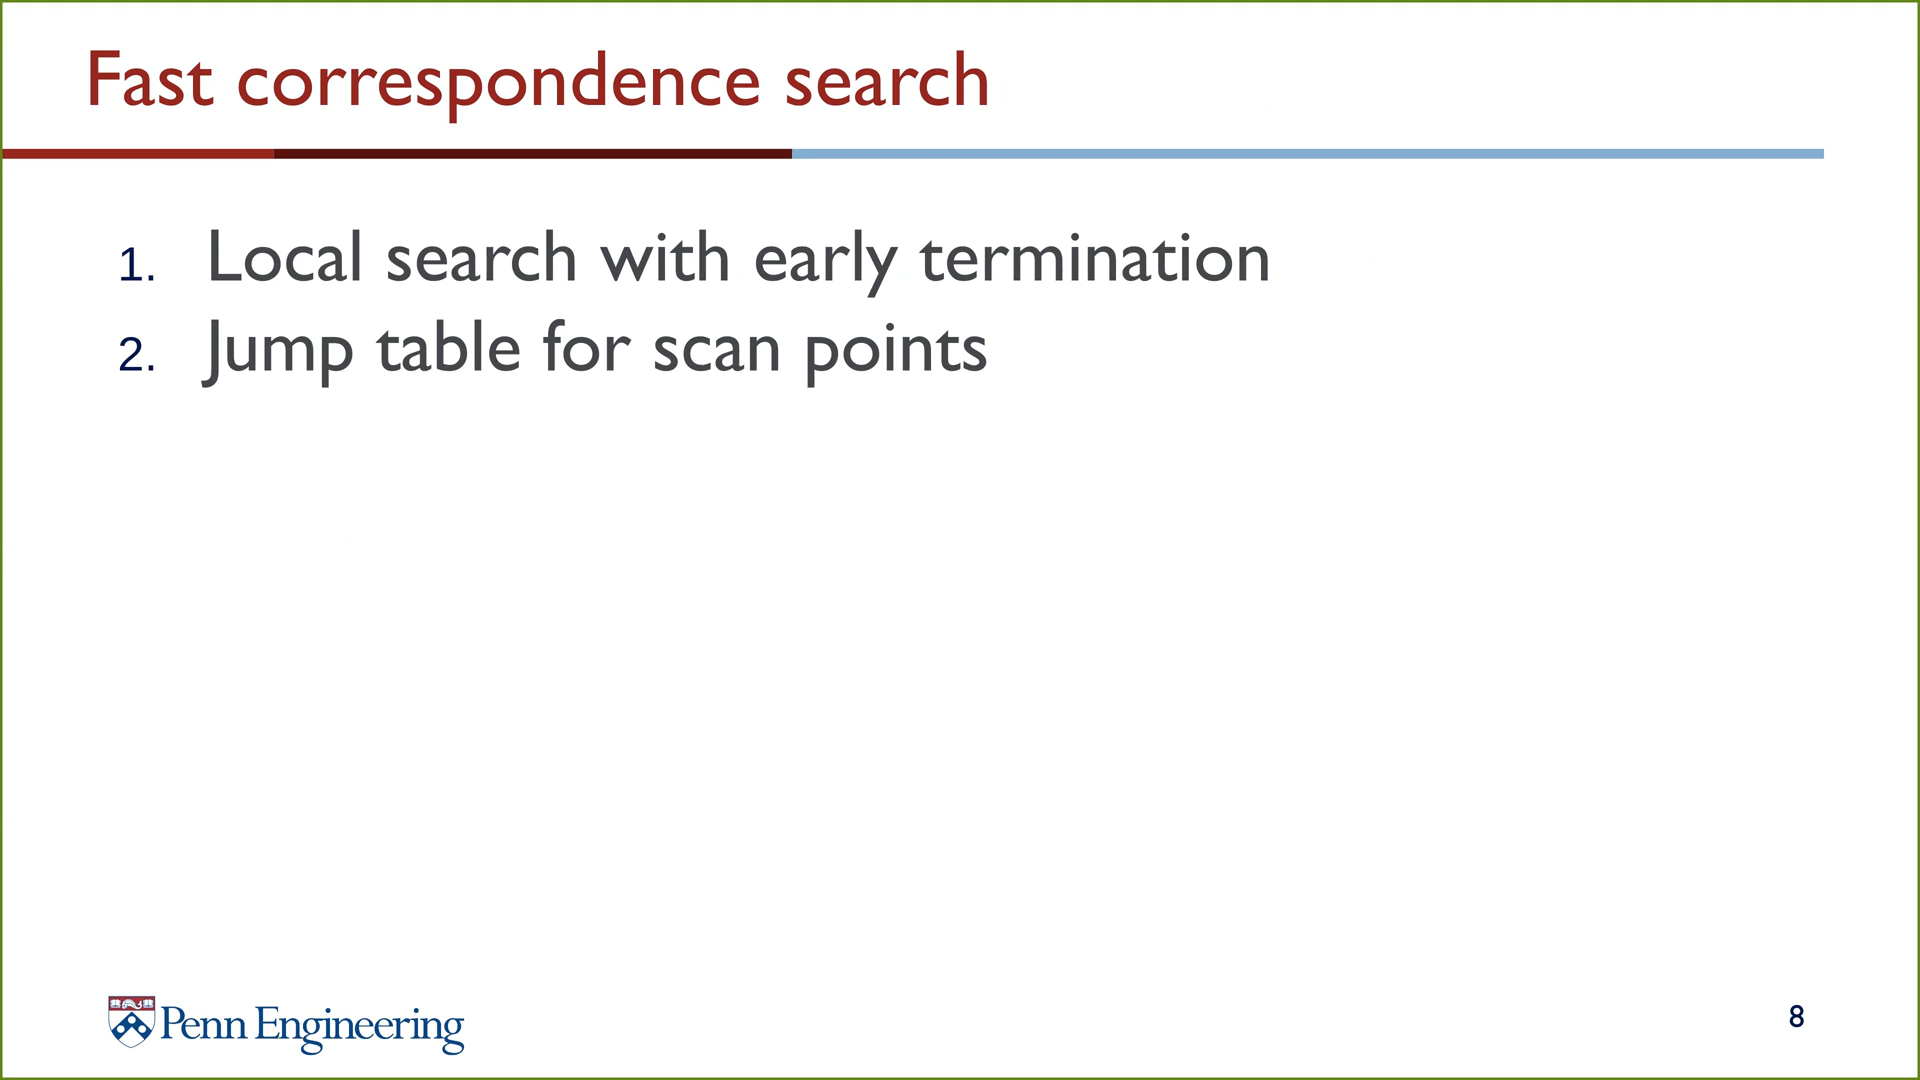 Fast correspondence search
1. Local search with early termination
2. Jump table for scan points
Penn Engineering
8